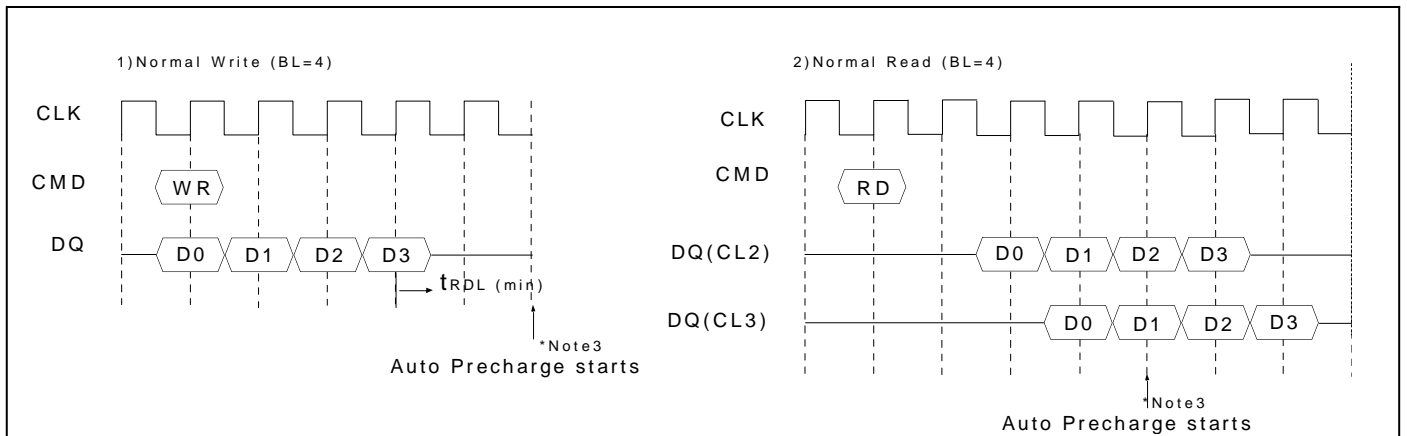 1)Normal Write (BL=4)
CLK
CMD
WR
DQ
D0 D1 D2 D3
tRDL (min)
*Note3
Auto Precharge starts
2)Normal Read (BL=4)
CLK
CMD
RD
DQ(CL2)
D0 D1 D2 D3
DQ(CL3)
D0 D1 D2 D3
*Note3
Auto Precharge starts